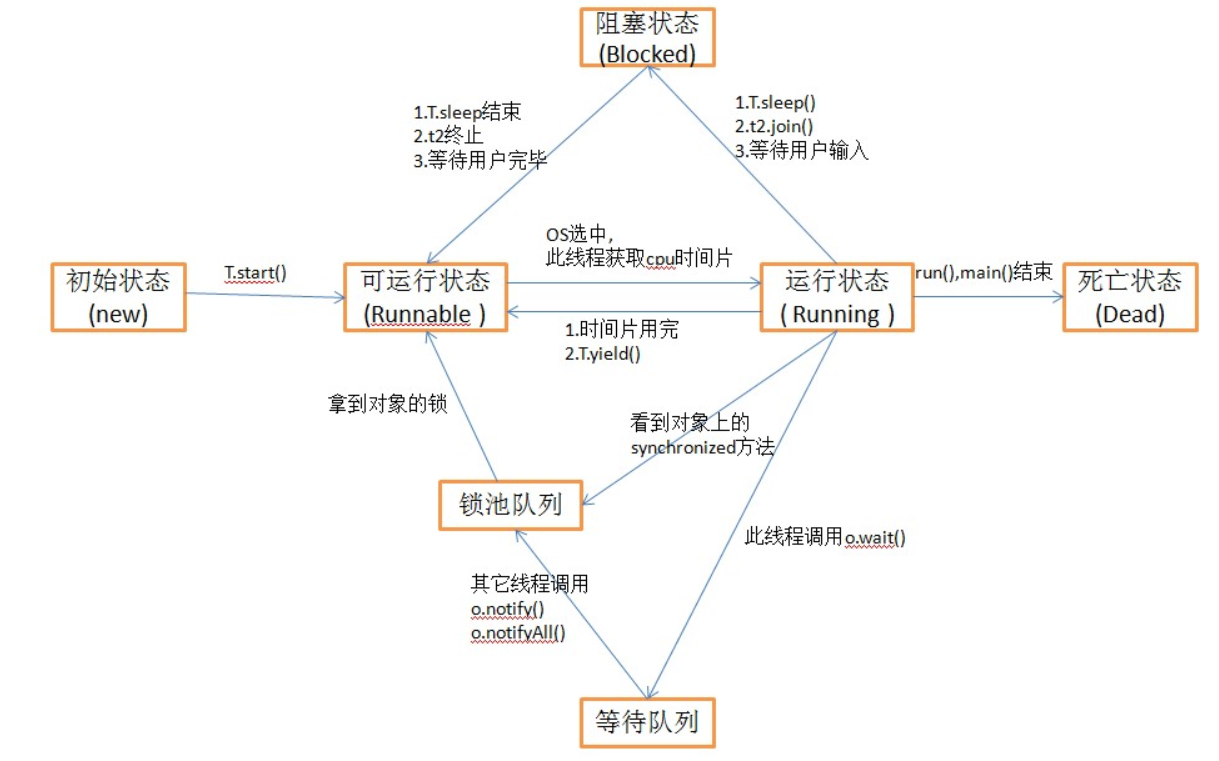 阻塞状态
(Blocked)
1.T.sleep结束
2.t2终止
3.等待用户完毕
1.T.sleep()
2.t2.join()
3.等待用户输入
初始状态
(new)
T.start()
可运行状态
(Runnable )
OS选中，
此线程获取cpu时间片
1.时间片用完
2.T.yield()
运行状态
( Running )
run(),main()结束
死亡状态
(Dead)
拿到对象的锁
看到对象上的
synchronized方法
锁池队列
此线程调用o.wait()
其它线程调用
o.notify()
o.notifyAll()
等待队列